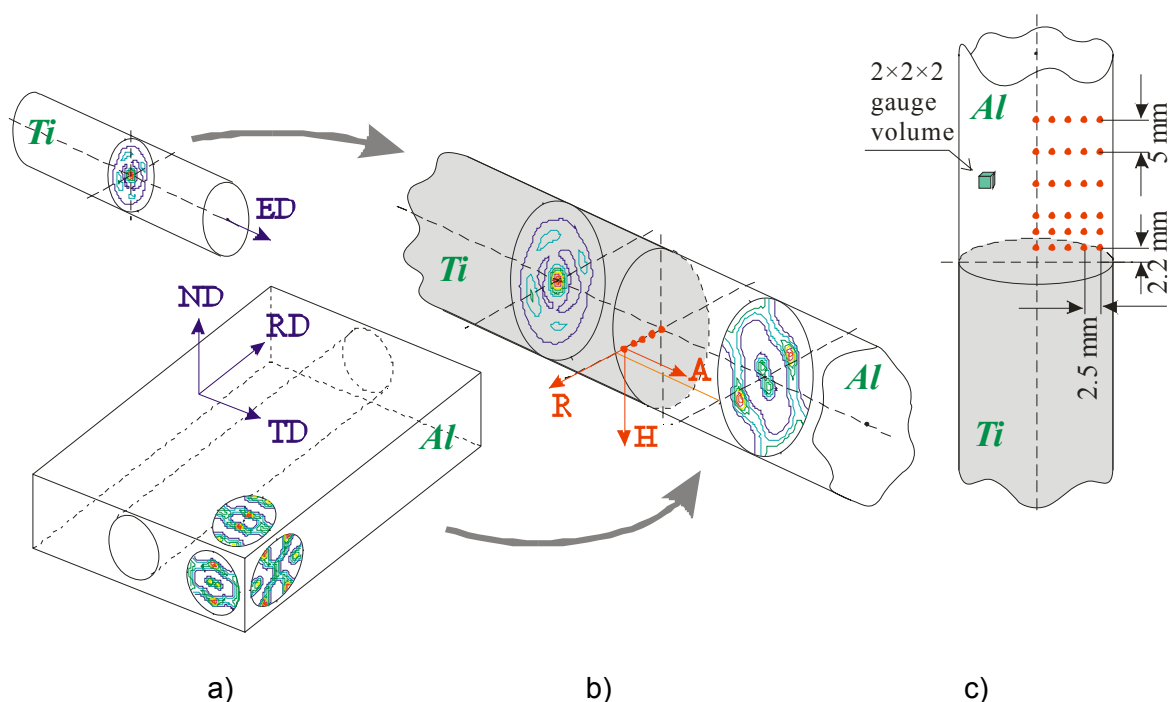 Ti
ED
ND
RD
TD
Al
a)
Ti
R
A
H
Al
b)
2×2×2
gauge
volume
Al
5 mm
2.2 mm
2.5 mm
Ti
c)